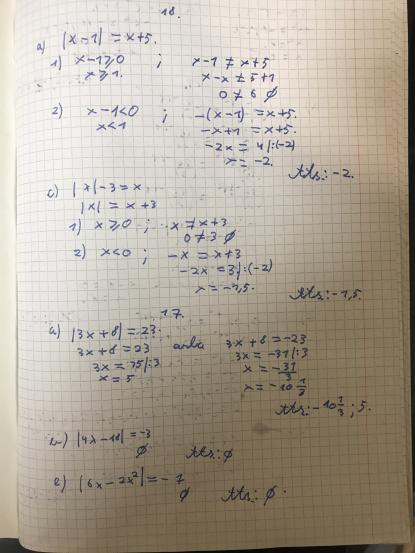 18.
a) |x-1| = x+5.
1) x-1≥0 ; x-1 ≠ x+5
x≥1. x-x ≠ 5+1
0 ≠ 6 ∅
2) x-1<0 ; -(x-1) = x+5.
x<1 -x+1 = x+5.
-2x = 4 |:(-2)
x = -2.
Ats.: -2.
c) |x|-3 = x
|x| = x+3
1) x≥0 ; x ≠ x+3
0 ≠ 3 ∅
2) x<0 ; -x = x+3
-2x = 3 |:(-2)
x = -1,5.
Ats.: -1,5.
17.
a) |3x+8| = 23.
3x+8 = 23 arba 3x+8 = -23
3x = 15 |:3 3x = -31 |:3
x = 5 x = -31/3
x = -10 1/3
Ats.: -10 1/3 ; 5.
|4x-18| = -3
∅ Ats.: ∅
e) |6x-2x²| = -7
∅ Ats.: ∅.